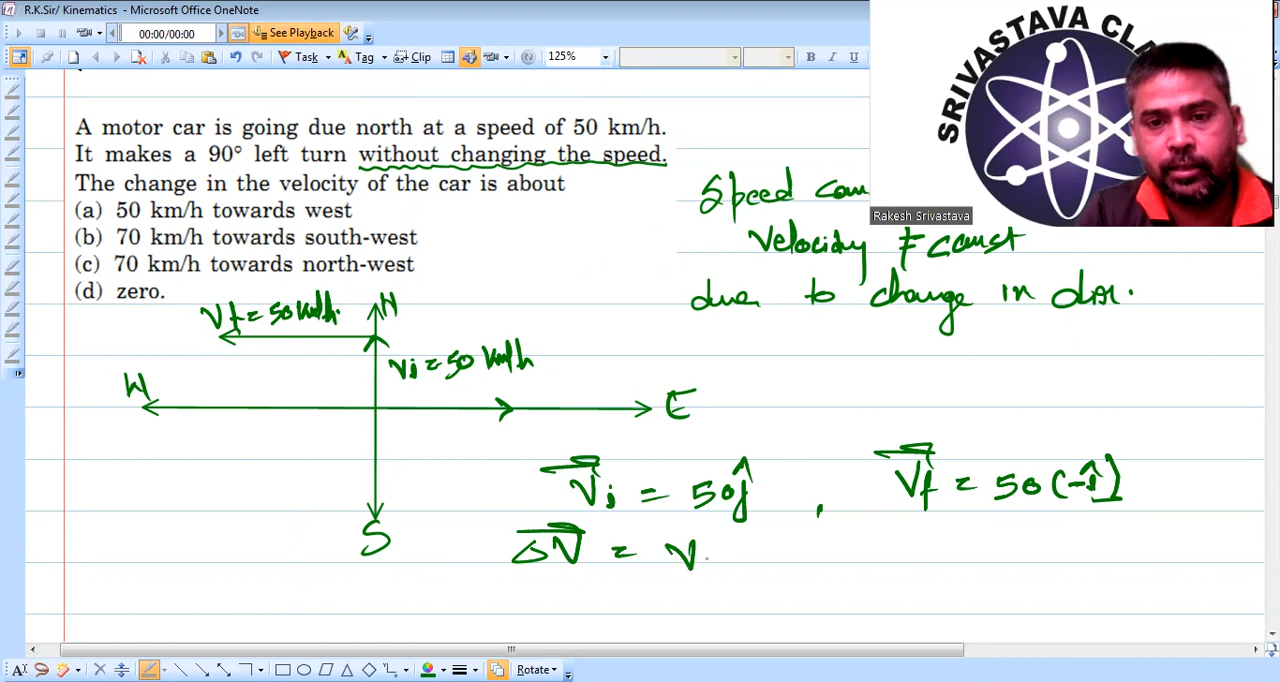 R.K.Sir/ Kinematics - Microsoft Office OneNote
00:00/00:00 See Playback
Task Tag Clip 125% B I U
SRIVASTAVA CLA
Rakesh Srivastava
A motor car is going due north at a speed of 50 km/h.
It makes a 90° left turn without changing the speed.
The change in the velocity of the car is about
(a) 50 km/h towards west
(b) 70 km/h towards south-west
(c) 70 km/h towards north-west
(d) zero.
Speed con
Velocity ≠ const
due to change in dir.
Vf = 50 km/h. N
Vi = 50 km/h
W E
Vi = 50ĵ , Vf = 50(-î)
S ΔV = V
Rotate